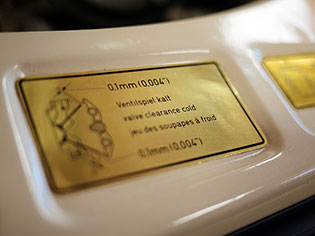 0.1mm (0.004")
Ventilspiel kalt
valve clearance cold
jeu des soupapes à froid
0.1mm (0.004")